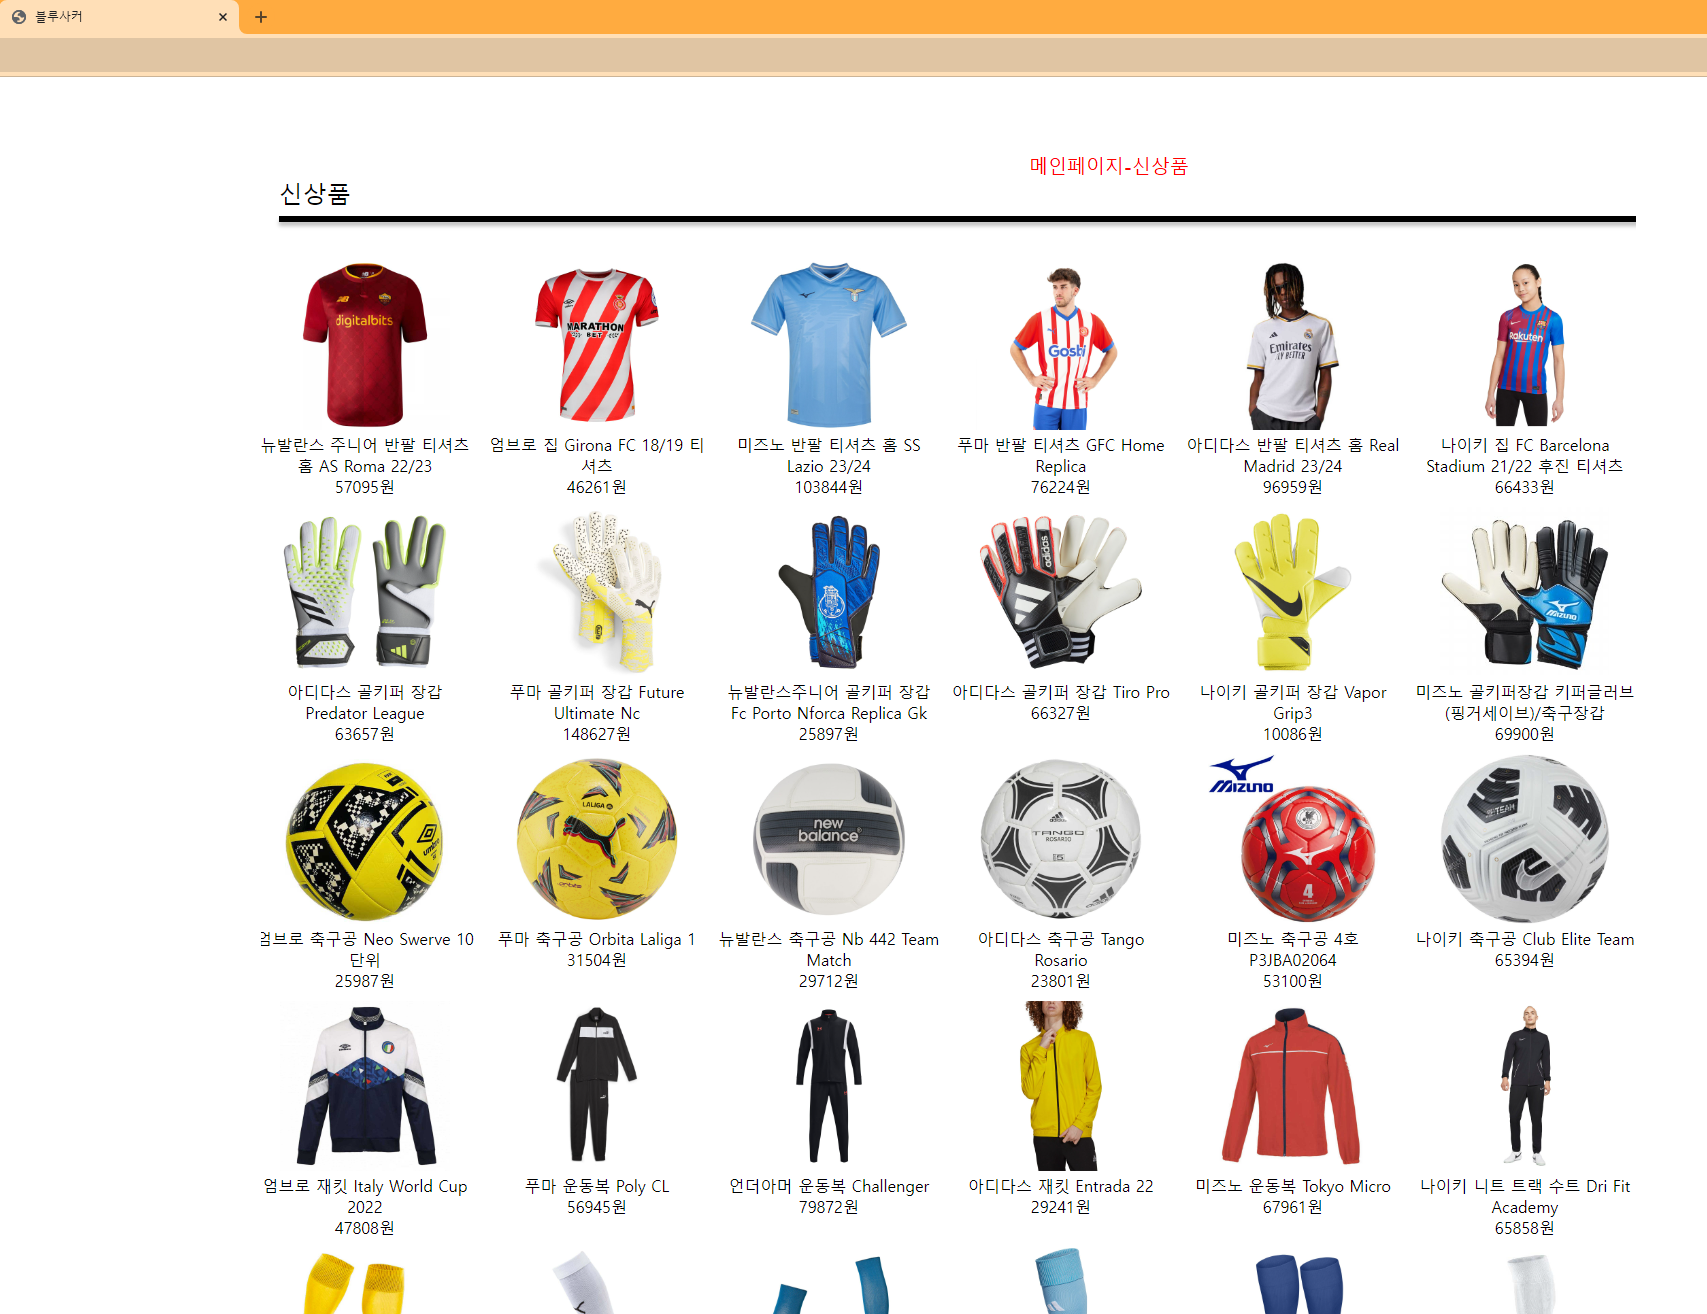 블루사커
메인페이지-신상품
신상품
digitalbits
MARATHON
BET
Gosbi
Emirates
FLY BETTER
Rakuten
뉴발란스 주니어 반팔 티셔츠
홈 AS Roma 22/23
57095원
엄브로 집 Girona FC 18/19 티
셔츠
46261원
미즈노 반팔 티셔츠 홈 SS
Lazio 23/24
103844원
푸마 반팔 티셔츠 GFC Home
Replica
76224원
아디다스 반팔 티셔츠 홈 Real
Madrid 23/24
96959원
나이키 집 FC Barcelona
Stadium 21/22 후진 티셔츠
66433원
adidas
MIZUNO
아디다스 골키퍼 장갑
Predator League
63657원
푸마 골키퍼 장갑 Future
Ultimate Nc
148627원
뉴발란스주니어 골키퍼 장갑
Fc Porto Nforca Replica Gk
25897원
아디다스 골키퍼 장갑 Tiro Pro
66327원
나이키 골키퍼 장갑 Vapor
Grip3
10086원
미즈노 골키퍼장갑 키퍼글러브
(핑거세이브)/축구장갑
69900원
umbro
LALIGA
orbita
new
balance
adidas
TANGO
ROSARIO
5
MIZUNO
4
엄브로 축구공 Neo Swerve 10
단위
25987원
푸마 축구공 Orbita Laliga 1
31504원
뉴발란스 축구공 Nb 442 Team
Match
29712원
아디다스 축구공 Tango
Rosario
23801원
미즈노 축구공 4호
P3JBA02064
53100원
나이키 축구공 Club Elite Team
65394원
엄브로 재킷 Italy World Cup
2022
47808원
푸마 운동복 Poly CL
56945원
언더아머 운동복 Challenger
79872원
아디다스 재킷 Entrada 22
29241원
미즈노 운동복 Tokyo Micro
67961원
나이키 니트 트랙 수트 Dri Fit
Academy
65858원